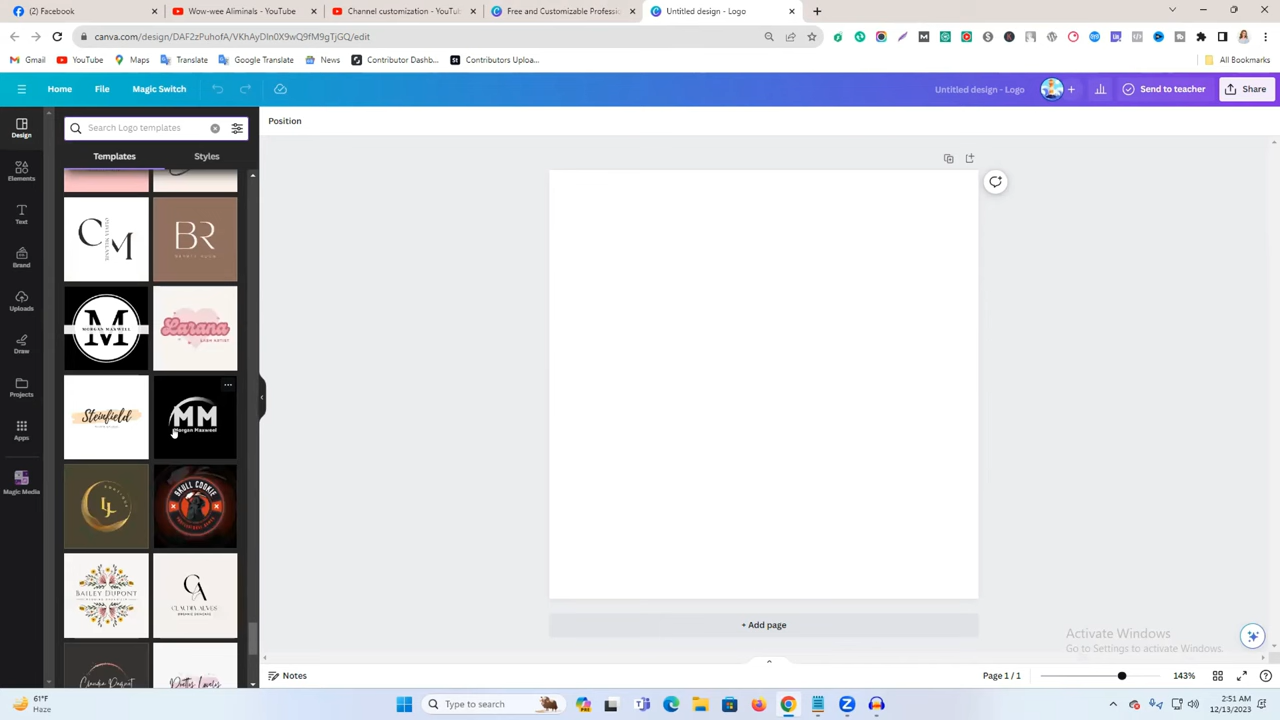 (2) Facebook
Wow-wee Aliminals - YouTube
Channel customization - YouTu
Free and Customizable Professio
Untitled design - Logo
canva.com/design/DAF2zPuhofA/VKhAyDln0X9wQ9fM9gTjGQ/edit
Gmail
YouTube
Maps
Translate
Google Translate
News
Contributor Dashb...
Contributors Uploa...
All Bookmarks
Home
File
Magic Switch
Untitled design - Logo
Send to teacher
Share
Design
Elements
Text
Brand
Uploads
Draw
Projects
Apps
Magic Media
Search Logo templates
Templates
Styles
Position
C M
BR
M
MORGAN MAXWELL
Larana
Steinfield
MM
Morgan Maxwell
LJ
SKULL COOKIE
BAILEY DUPONT
CA
CLAUDIA ALVES
+ Add page
Activate Windows
Go to Settings to activate Windows.
Notes
Page 1 / 1
143%
61°F
Haze
Type to search
2:51 AM
12/13/2023